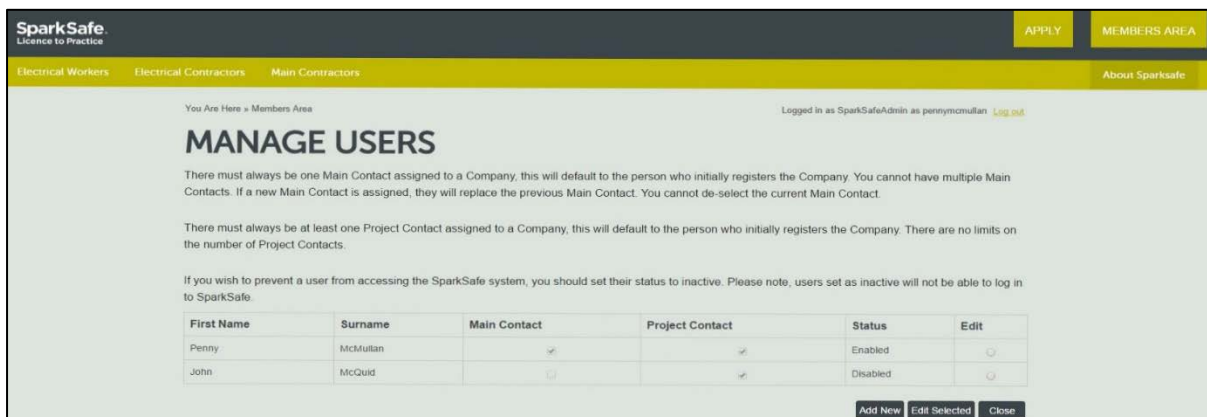 SparkSafe.
Licence to Practice
APPLY
MEMBERS AREA
Electrical Workers
Electrical Contractors
Main Contractors
About Sparksafe
You Are Here » Members Area
Logged in as SparkSafeAdmin as pennymcmullan Log out
MANAGE USERS
There must always be one Main Contact assigned to a Company, this will default to the person who initially registers the Company. You cannot have multiple Main
Contacts. If a new Main Contact is assigned, they will replace the previous Main Contact. You cannot de-select the current Main Contact.
There must always be at least one Project Contact assigned to a Company, this will default to the person who initially registers the Company. There are no limits on
the number of Project Contacts.
If you wish to prevent a user from accessing the SparkSafe system, you should set their status to inactive. Please note, users set as inactive will not be able to log in
to SparkSafe.
First Name Surname Main Contact Project Contact Status Edit
Penny McMullan Enabled
John McQuid Disabled
Add New Edit Selected Close